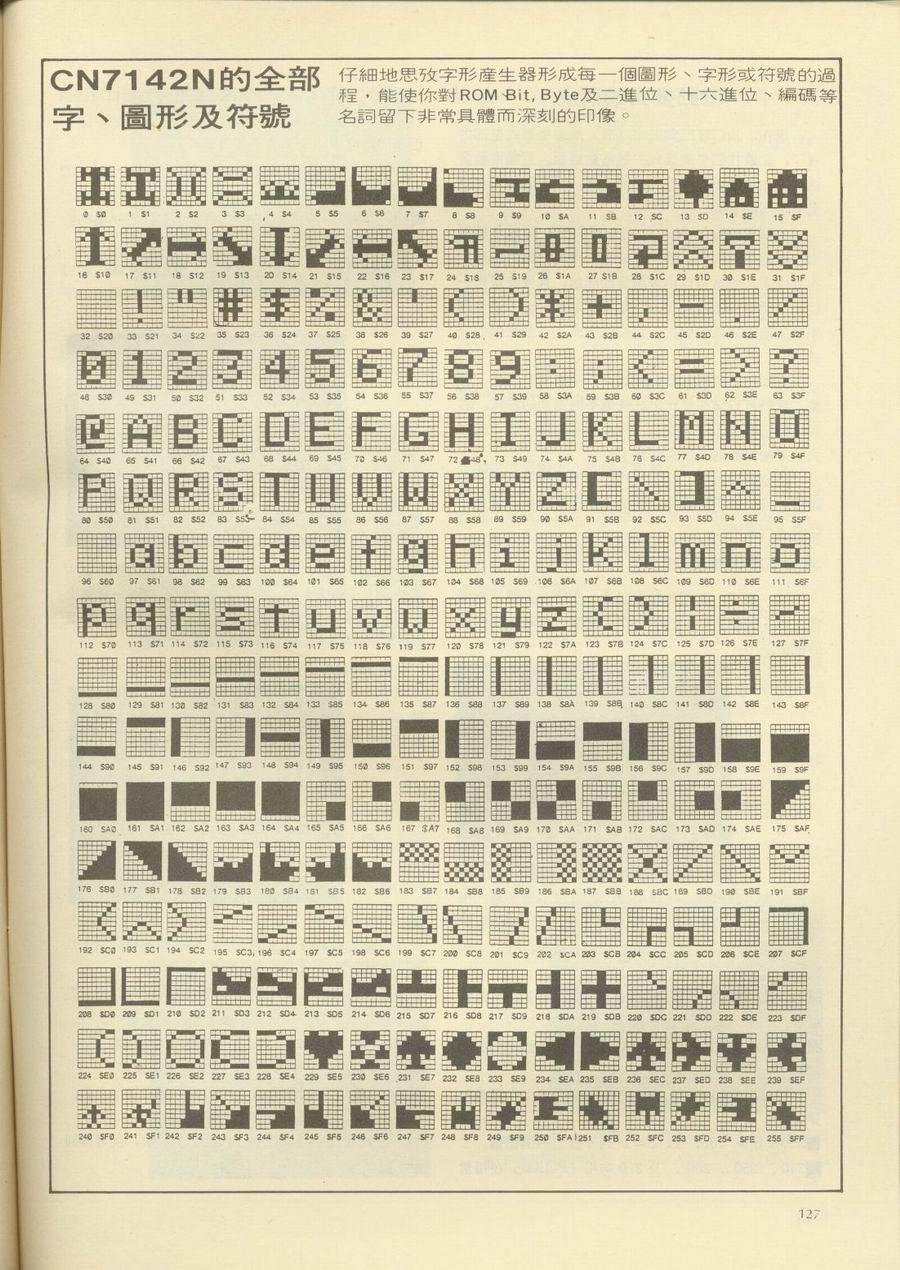 CN7142N的全部
字、圖形及符號
仔細地思攷字形產生器形成每一個圖形、字形或符號的過
程，能使你對ROM、Bit, Byte及二進位、十六進位、編碼等
名詞留下非常具體而深刻的印像。
0 $0 1 $1 2 $2 3 $3 4 $4 5 $5 6 $6 7 $7 8 $8 9 $9 10 $A 11 $B 12 $C 13 $D 14 $E 15 $F
16 $10 17 $11 18 $12 19 $13 20 $14 21 $15 22 $16 23 $17 24 $18 25 $19 26 $1A 27 $1B 28 $1C 29 $1D 30 $1E 31 $1F
32 $20 33 $21 34 $22 35 $23 36 $24 37 $25 38 $26 39 $27 40 $28 41 $29 42 $2A 43 $2B 44 $2C 45 $2D 46 $2E 47 $2F
48 $30 49 $31 50 $32 51 $33 52 $34 53 $35 54 $36 55 $37 56 $38 57 $39 58 $3A 59 $3B 60 $3C 61 $3D 62 $3E 63 $3F
64 $40 65 $41 66 $42 67 $43 68 $44 69 $45 70 $46 71 $47 72 $48 73 $49 74 $4A 75 $4B 76 $4C 77 $4D 78 $4E 79 $4F
80 $50 81 $51 82 $52 83 $53 84 $54 85 $55 86 $56 87 $57 88 $58 89 $59 90 $5A 91 $5B 92 $5C 93 $5D 94 $5E 95 $5F
96 $60 97 $61 98 $62 99 $63 100 $64 101 $65 102 $66 103 $67 104 $68 105 $69 106 $6A 107 $6B 108 $6C 109 $6D 110 $6E 111 $6F
112 $70 113 $71 114 $72 115 $73 116 $74 117 $75 118 $76 119 $77 120 $78 121 $79 122 $7A 123 $7B 124 $7C 125 $7D 126 $7E 127 $7F
128 $80 129 $81 130 $82 131 $83 132 $84 133 $85 134 $86 135 $87 136 $88 137 $89 138 $8A 139 $8B 140 $8C 141 $8D 142 $8E 143 $8F
144 $90 145 $91 146 $92 147 $93 148 $94 149 $95 150 $96 151 $97 152 $98 153 $99 154 $9A 155 $9B 156 $9C 157 $9D 158 $9E 159 $9F
160 $A0 161 $A1 162 $A2 163 $A3 164 $A4 165 $A5 166 $A6 167 $A7 168 $A8 169 $A9 170 $AA 171 $AB 172 $AC 173 $AD 174 $AE 175 $AF
176 $B0 177 $B1 178 $B2 179 $B3 180 $B4 181 $B5 182 $B6 183 $B7 184 $B8 185 $B9 186 $BA 187 $BB 188 $BC 189 $BD 190 $BE 191 $BF
192 $C0 193 $C1 194 $C2 195 $C3 196 $C4 197 $C5 198 $C6 199 $C7 200 $C8 201 $C9 202 $CA 203 $CB 204 $CC 205 $CD 206 $CE 207 $CF
208 $D0 209 $D1 210 $D2 211 $D3 212 $D4 213 $D5 214 $D6 215 $D7 216 $D8 217 $D9 218 $DA 219 $DB 220 $DC 221 $DD 222 $DE 223 $DF
224 $E0 225 $E1 226 $E2 227 $E3 228 $E4 229 $E5 230 $E6 231 $E7 232 $E8 233 $E9 234 $EA 235 $EB 236 $EC 237 $ED 238 $EE 239 $EF
240 $F0 241 $F1 242 $F2 243 $F3 244 $F4 245 $F5 246 $F6 247 $F7 248 $F8 249 $F9 250 $FA 251 $FB 252 $FC 253 $FD 254 $FE 255 $FF
127